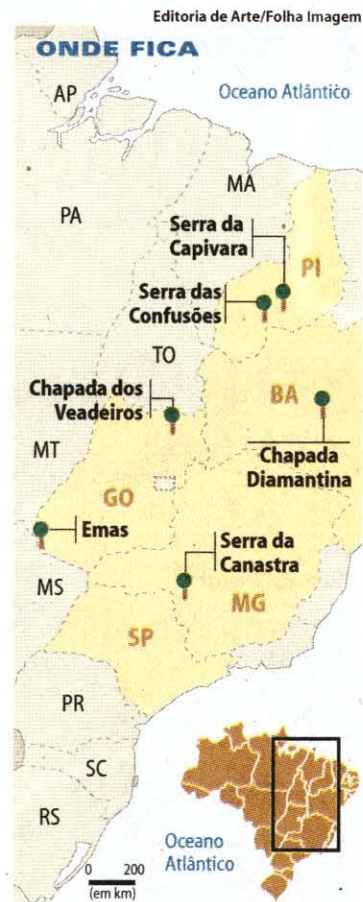 Editoria de Arte/Folha Imagem
ONDE FICA
AP
Oceano Atlântico
PA
MA
Serra da
Capivara
PI
Serra das
Confusões
TO
Chapada dos
Veadeiros
BA
MT
Chapada
Diamantina
GO
Emas
Serra da
Canastra
MS
MG
SP
PR
SC
RS
Oceano
Atlântico
0 200
(em km)